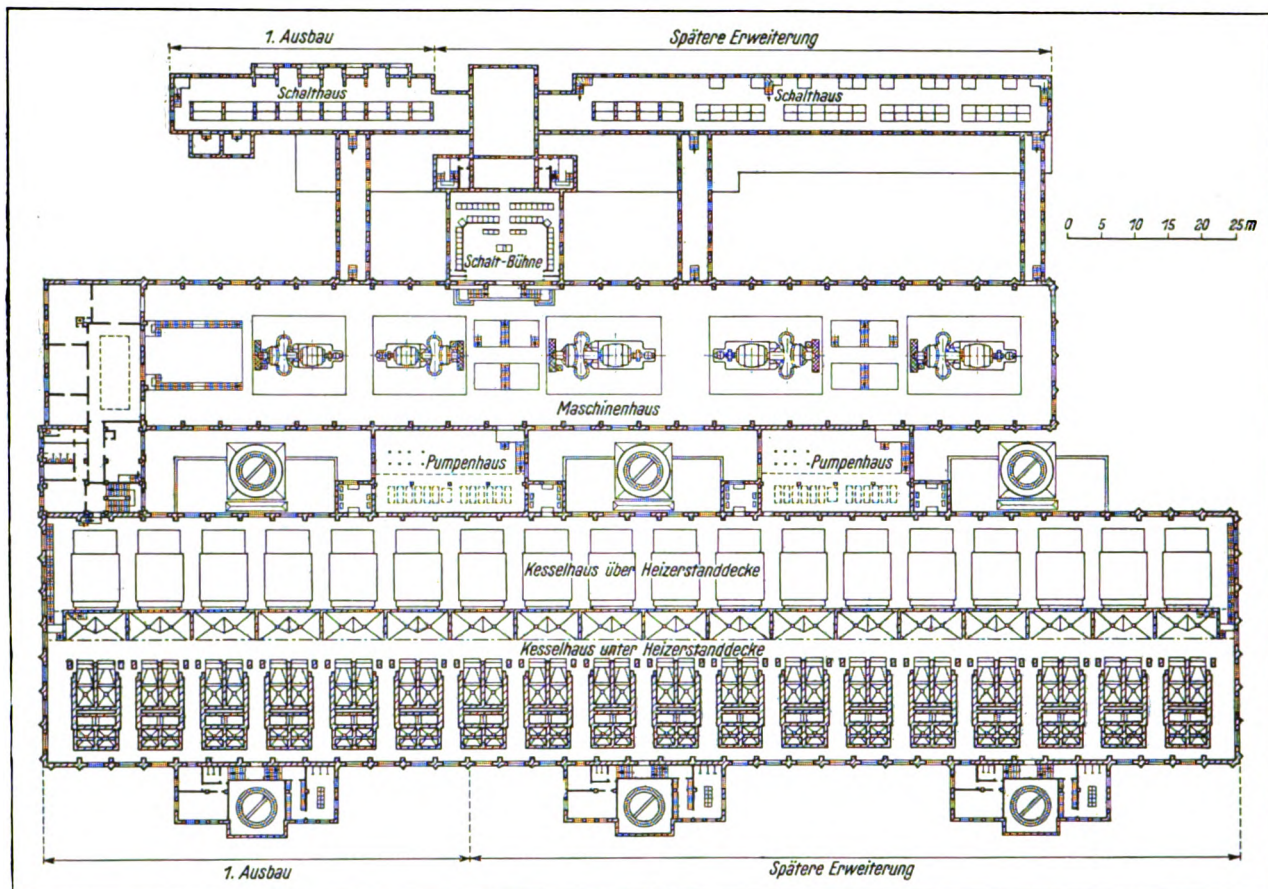 1. Ausbau
Spätere Erweiterung
Schalthaus
Schalthaus
0 5 10 15 20 25 m
Schalt-Bühne
Maschinenhaus
Pumpenhaus
Pumpenhaus
Kesselhaus über Heizerstanddecke
Kesselhaus unter Heizerstanddecke
1. Ausbau
Spätere Erweiterung